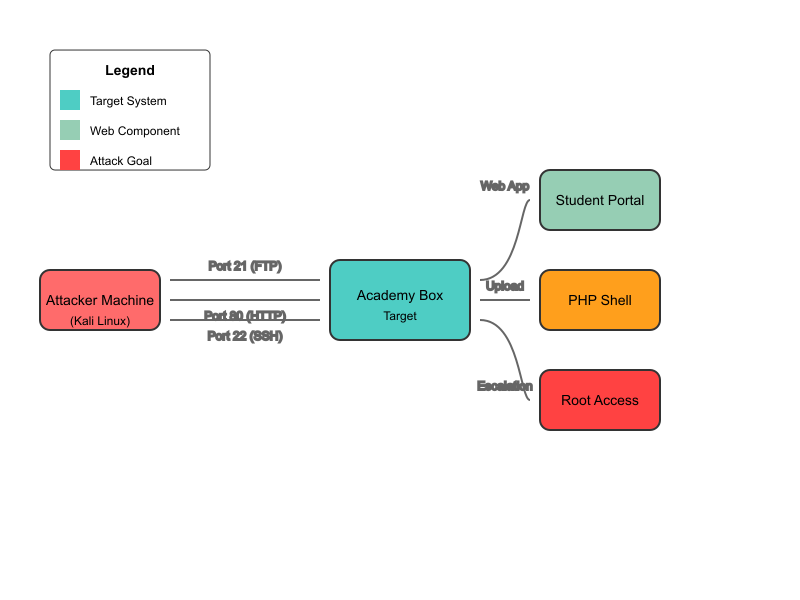 Legend
Target System
Web Component
Attack Goal
Web App
Student Portal
Port 21 (FTP)
Attacker Machine
(Kali Linux)
Port 80 (HTTP)
Port 22 (SSH)
Academy Box
Target
Upload
PHP Shell
Escalation
Root Access